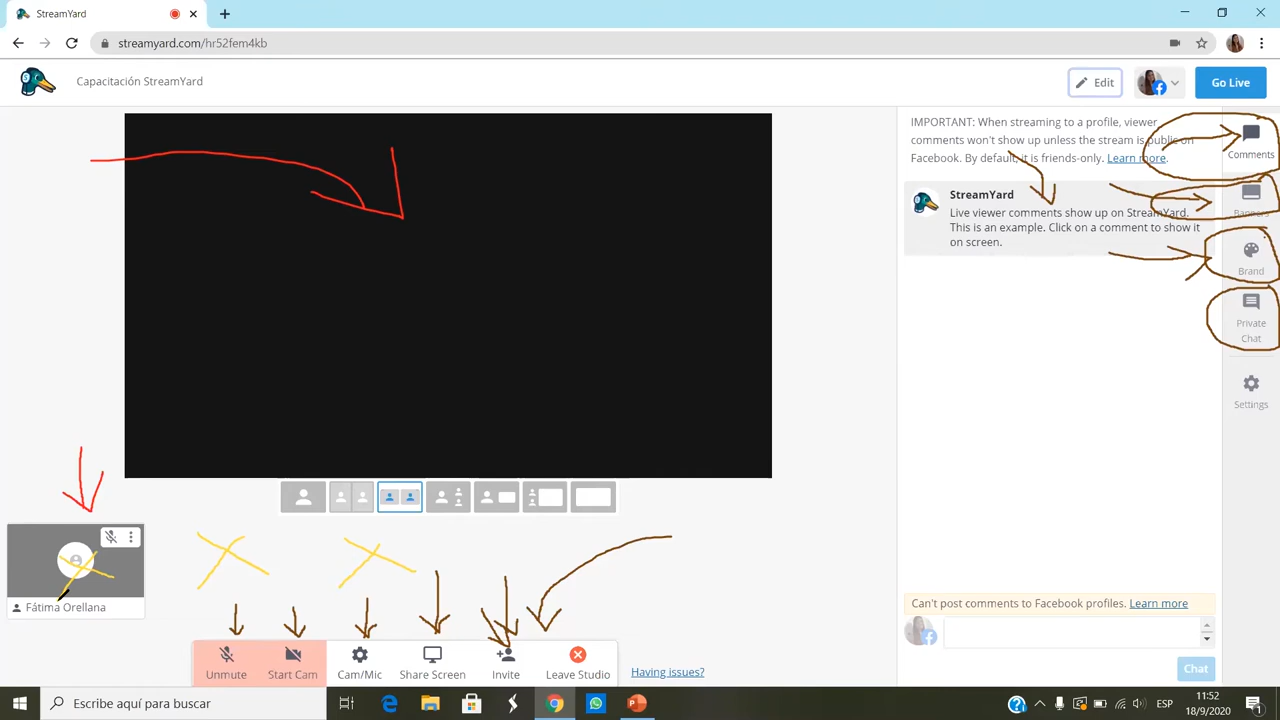 StreamYard
streamyard.com/hr52fem4kb
Capacitación StreamYard
Edit
Go Live
IMPORTANT: When streaming to a profile, viewer
comments won't show up unless the stream is public on
Facebook. By default, it is friends-only. Learn more.
StreamYard
Live viewer comments show up on StreamYard.
This is an example. Click on a comment to show it
on screen.
Comments
Banners
Brand
Private
Chat
Settings
Fátima Orellana
Can't post comments to Facebook profiles. Learn more
Chat
Unmute
Start Cam
Cam/Mic
Share Screen
Invite
Leave Studio
Having issues?
Escribe aquí para buscar
ESP
11:52
18/9/2020
1